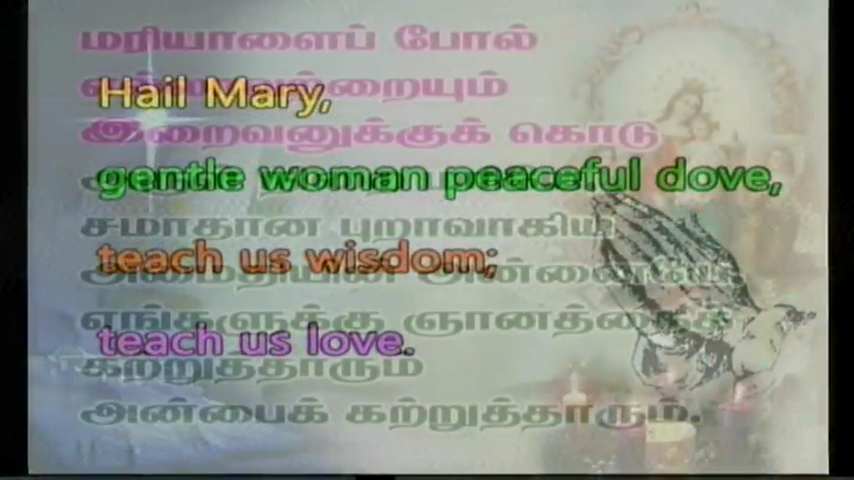 மரியாளைப் போல்
Hail Mary,
இறைவனுக்குக் கொடு
gentle woman peaceful dove,
சமாதான புறாவாகிய
teach us wisdom;
எங்களுக்கு ஞானத்தைக்
teach us love.
கற்றுத்தாரும்
அன்பைக் கற்றுத்தாரும்.